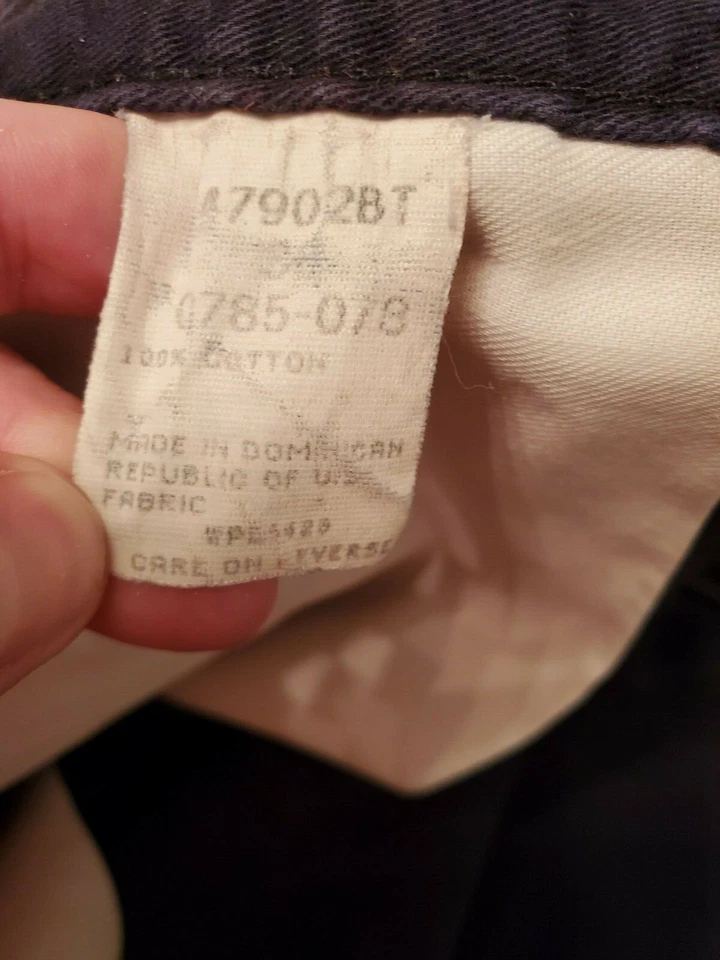 47902BT
0785-078
100% COTTON
MADE IN DOMINICAN
REPUBLIC OF U.S.
FABRIC
CARE ON REVERSE